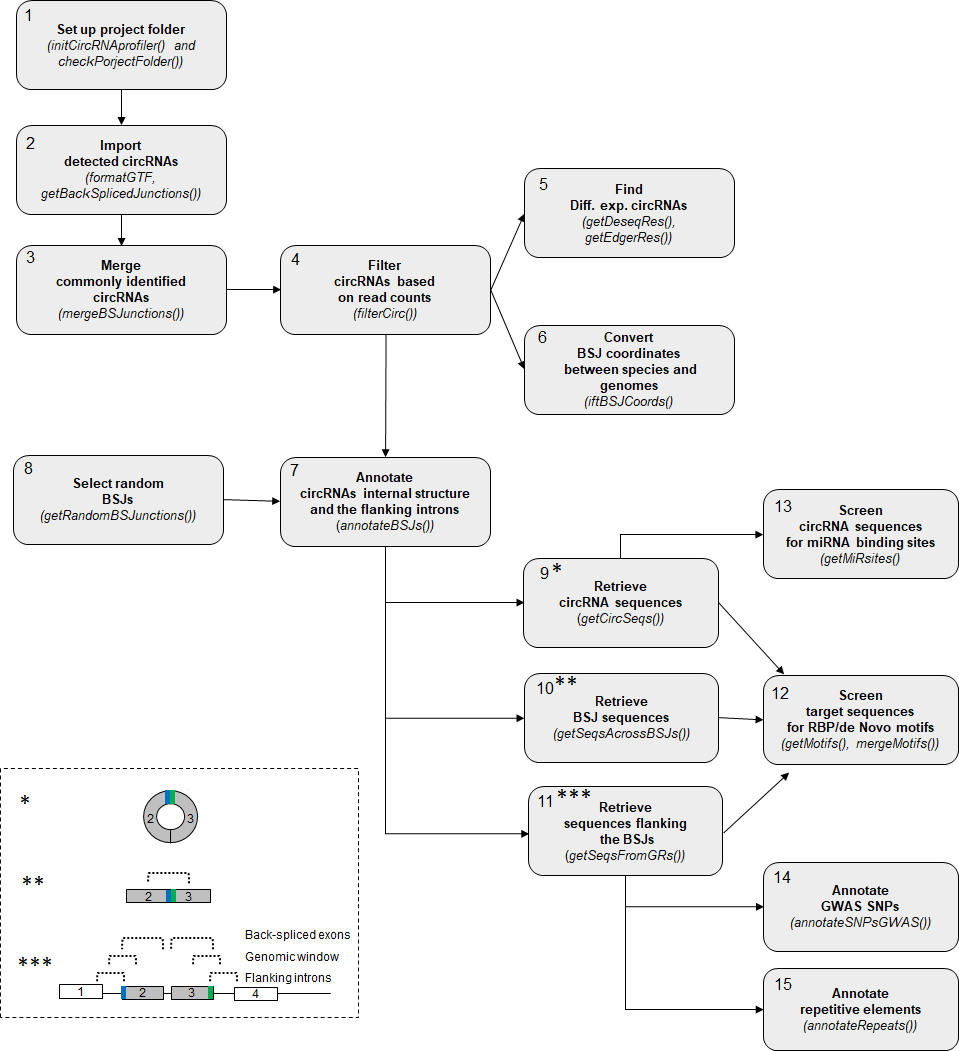 1
Set up project folder
(initCircRNAprofiler() and
checkPorjectFolder())
2
Import
detected circRNAs
(formatGTF,
getBackSplicedJunctions())
3
Merge
commonly identified
circRNAs
(mergeBSJunctions())
4
Filter
circRNAs based
on read counts
(filterCirc())
5
Find
Diff. exp. circRNAs
(getDeseqRes(),
getEdgerRes())
6
Convert
BSJ coordinates
between species and
genomes
(iftBSJCoords()
8
Select random
BSJs
(getRandomBSJunctions())
7
Annotate
circRNAs internal structure
and the flanking introns
(annotateBSJs())
13
Screen
circRNA sequences
for miRNA binding sites
(getMiRsites()
9 *
Retrieve
circRNA sequences
(getCircSeqs())
10 **
Retrieve
BSJ sequences
(getSeqsAcrossBSJs())
12
Screen
target sequences
for RBP/de Novo motifs
(getMotifs(), mergeMotifs())
11 ***
Retrieve
sequences flanking
the BSJs
(getSeqsFromGRs())
14
Annotate
GWAS SNPs
(annotateSNPsGWAS())
15
Annotate
repetitive elements
(annotateRepeats())
*
2 3
**
2 3
***
Back-spliced exons
Genomic window
Flanking introns
1 2 3 4